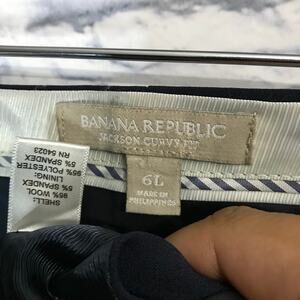 BANANA REPUBLIC
JACKSON CURVY FIT
6L
MADE IN
PHILIPPINES
SHELL:
95% WOOL
5% SPANDEX
LINING:
95% POLYESTER
5% SPANDEX
RN 54023